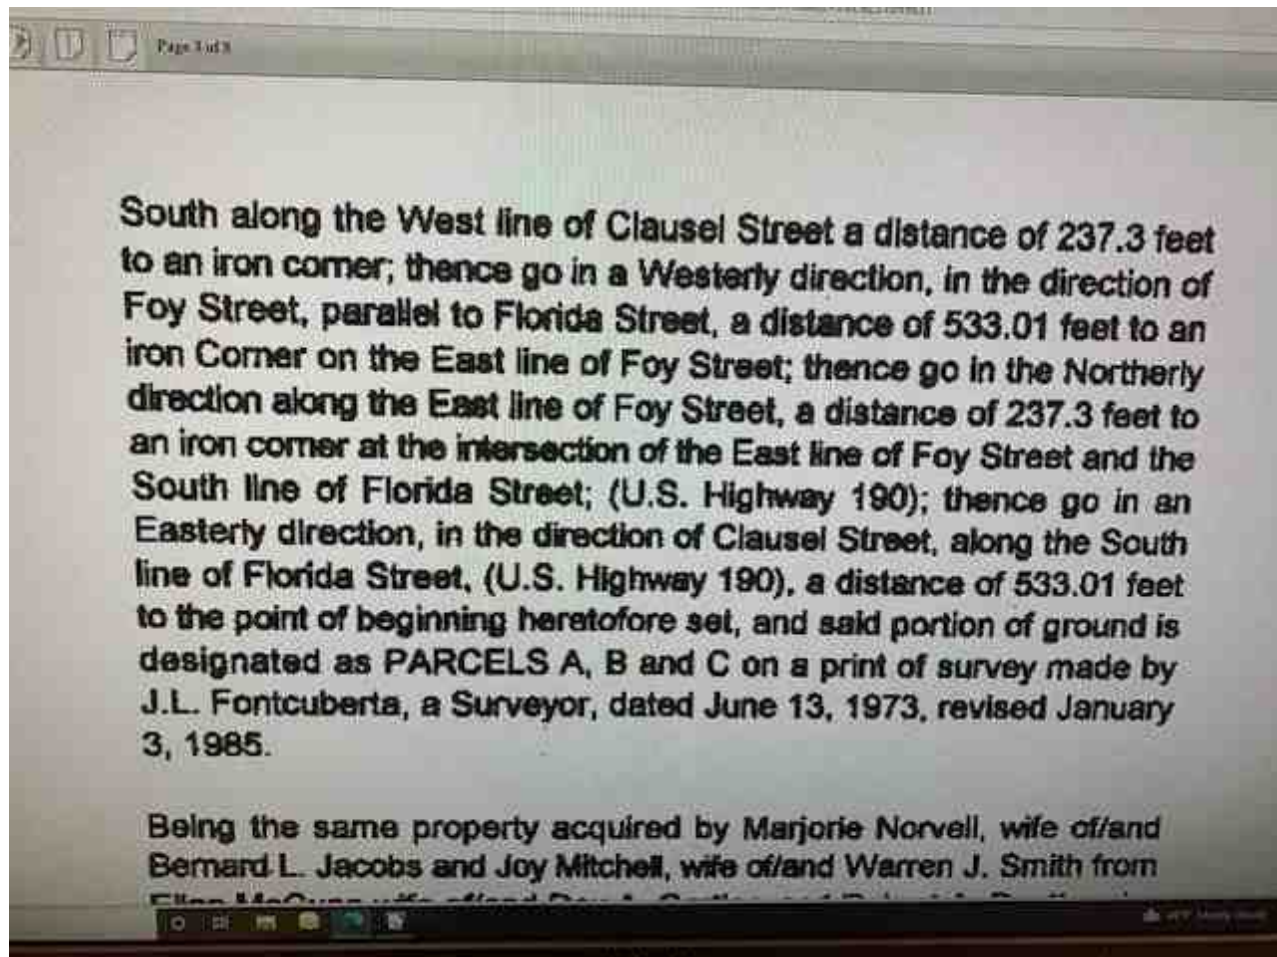 Page 3 of 8
South along the West line of Clausel Street a distance of 237.3 feet
to an iron corner; thence go in a Westerly direction, in the direction of
Foy Street, parallel to Florida Street, a distance of 533.01 feet to an
iron Corner on the East line of Foy Street; thence go in the Northerly
direction along the East line of Foy Street, a distance of 237.3 feet to
an iron corner at the intersection of the East line of Foy Street and the
South line of Florida Street; (U.S. Highway 190); thence go in an
Easterly direction, in the direction of Clausel Street, along the South
line of Florida Street, (U.S. Highway 190), a distance of 533.01 feet
to the point of beginning heretofore set, and said portion of ground is
designated as PARCELS A, B and C on a print of survey made by
J.L. Fontcuberta, a Surveyor, dated June 13, 1973, revised January
3, 1985.
Being the same property acquired by Marjorie Norvell, wife of/and
Bernard L. Jacobs and Joy Mitchell, wife of/and Warren J. Smith from